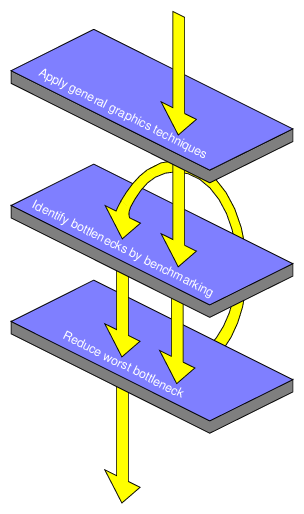 Apply general graphics techniques
Identify bottlenecks by benchmarking
Reduce worst bottleneck